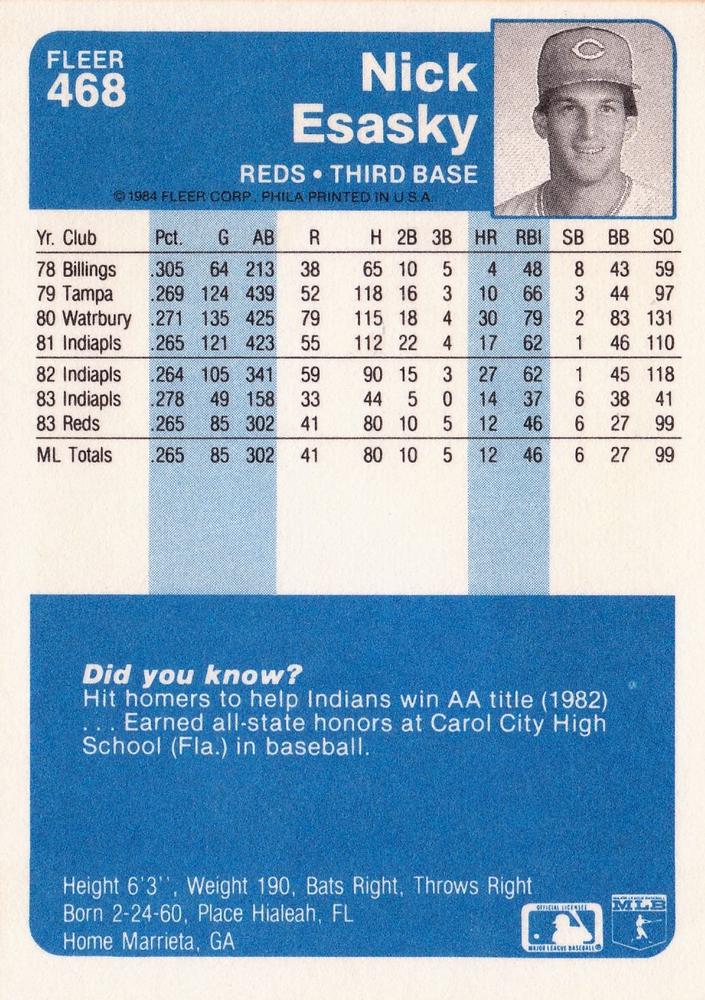 FLEER
468
Nick
Esasky
REDS • THIRD BASE
© 1984 FLEER CORP. PHILA PRINTED IN U.S.A.
Yr. Club Pct. G AB R H 2B 3B HR RBI SB BB SO
78 Billings .305 64 213 38 65 10 5 4 48 8 43 59
79 Tampa .269 124 439 52 118 16 3 10 66 3 44 97
80 Watrbury .271 135 425 79 115 18 4 30 79 2 83 131
81 Indiapls .265 121 423 55 112 22 4 17 62 1 46 110
82 Indiapls .264 105 341 59 90 15 3 27 62 1 45 118
83 Indiapls .278 49 158 33 44 5 0 14 37 6 38 41
83 Reds .265 85 302 41 80 10 5 12 46 6 27 99
ML Totals .265 85 302 41 80 10 5 12 46 6 27 99
Did you know?
Hit homers to help Indians win AA title (1982)
. . . Earned all-state honors at Carol City High
School (Fla.) in baseball.
Height 6'3'', Weight 190, Bats Right, Throws Right
Born 2-24-60, Place Hialeah, FL
Home Marrieta, GA
OFFICIAL LICENSEE
MAJOR LEAGUE BASEBALL
MAJOR LEAGUE BASEBALL
MLB